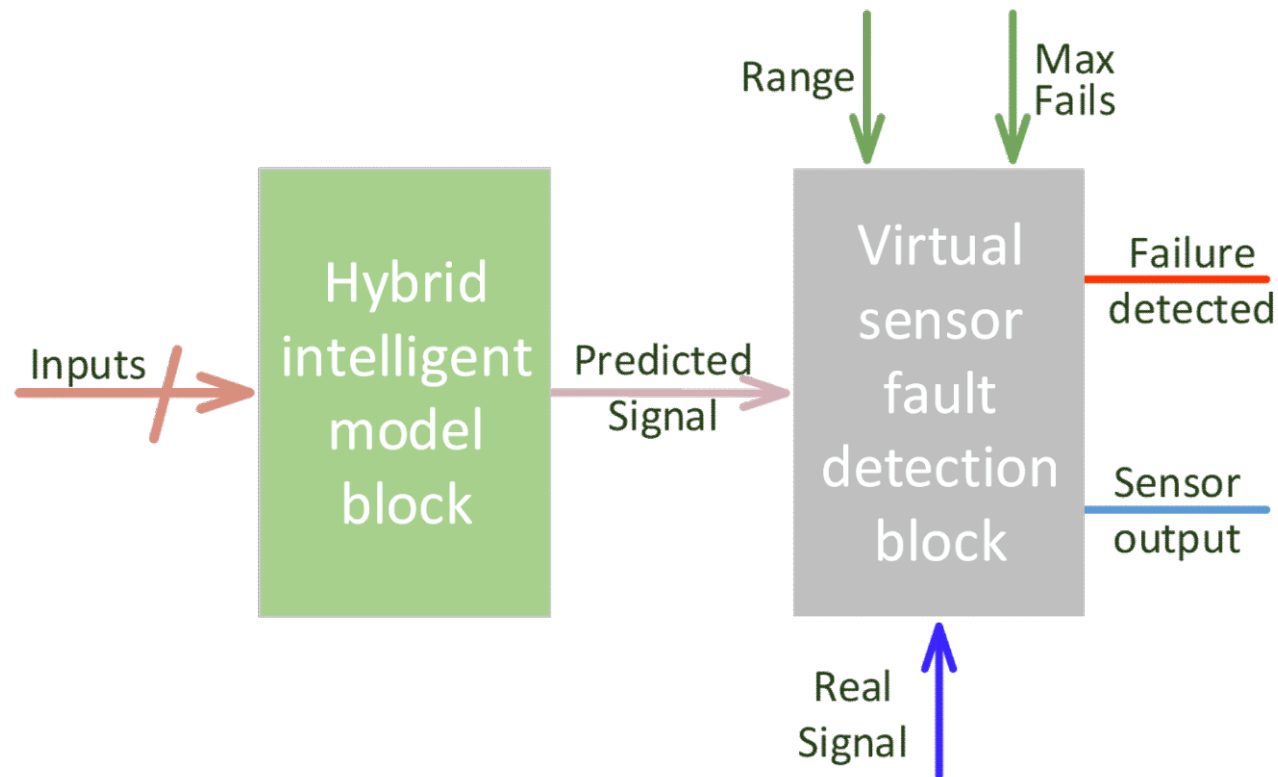 Range
Max
Fails
Inputs
Hybrid
intelligent
model
block
Predicted
Signal
Virtual
sensor
fault
detection
block
Failure
detected
Sensor
output
Real
Signal